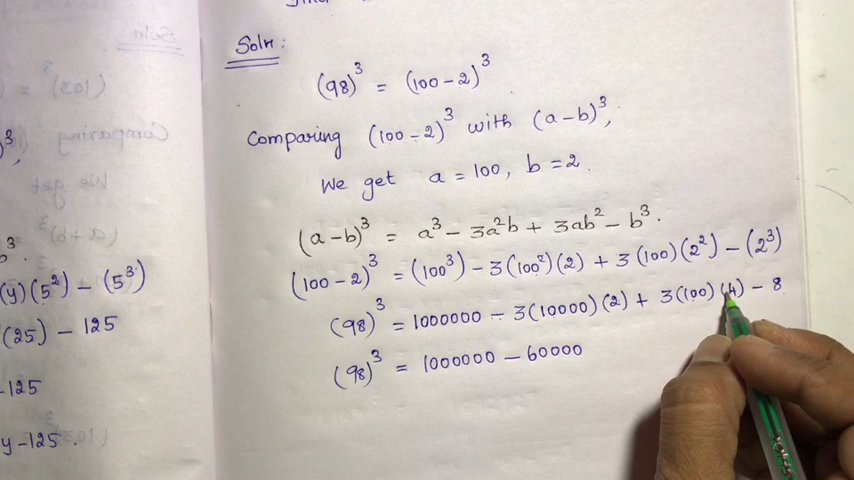 Soln:
(98)³ = (100 - 2)³
Comparing (100 - 2)³ with (a - b)³,
We get a = 100, b = 2.
(a - b)³ = a³ - 3a²b + 3ab² - b³.
(100 - 2)³ = (100³) - 3(100²)(2) + 3(100)(2²) - (2³)
(98)³ = 1000000 - 3(10000)(2) + 3(100)(4) - 8
(98)³ = 1000000 - 60000
(y)(5²) - (5³)
(25) - 125
-125
y - 125.